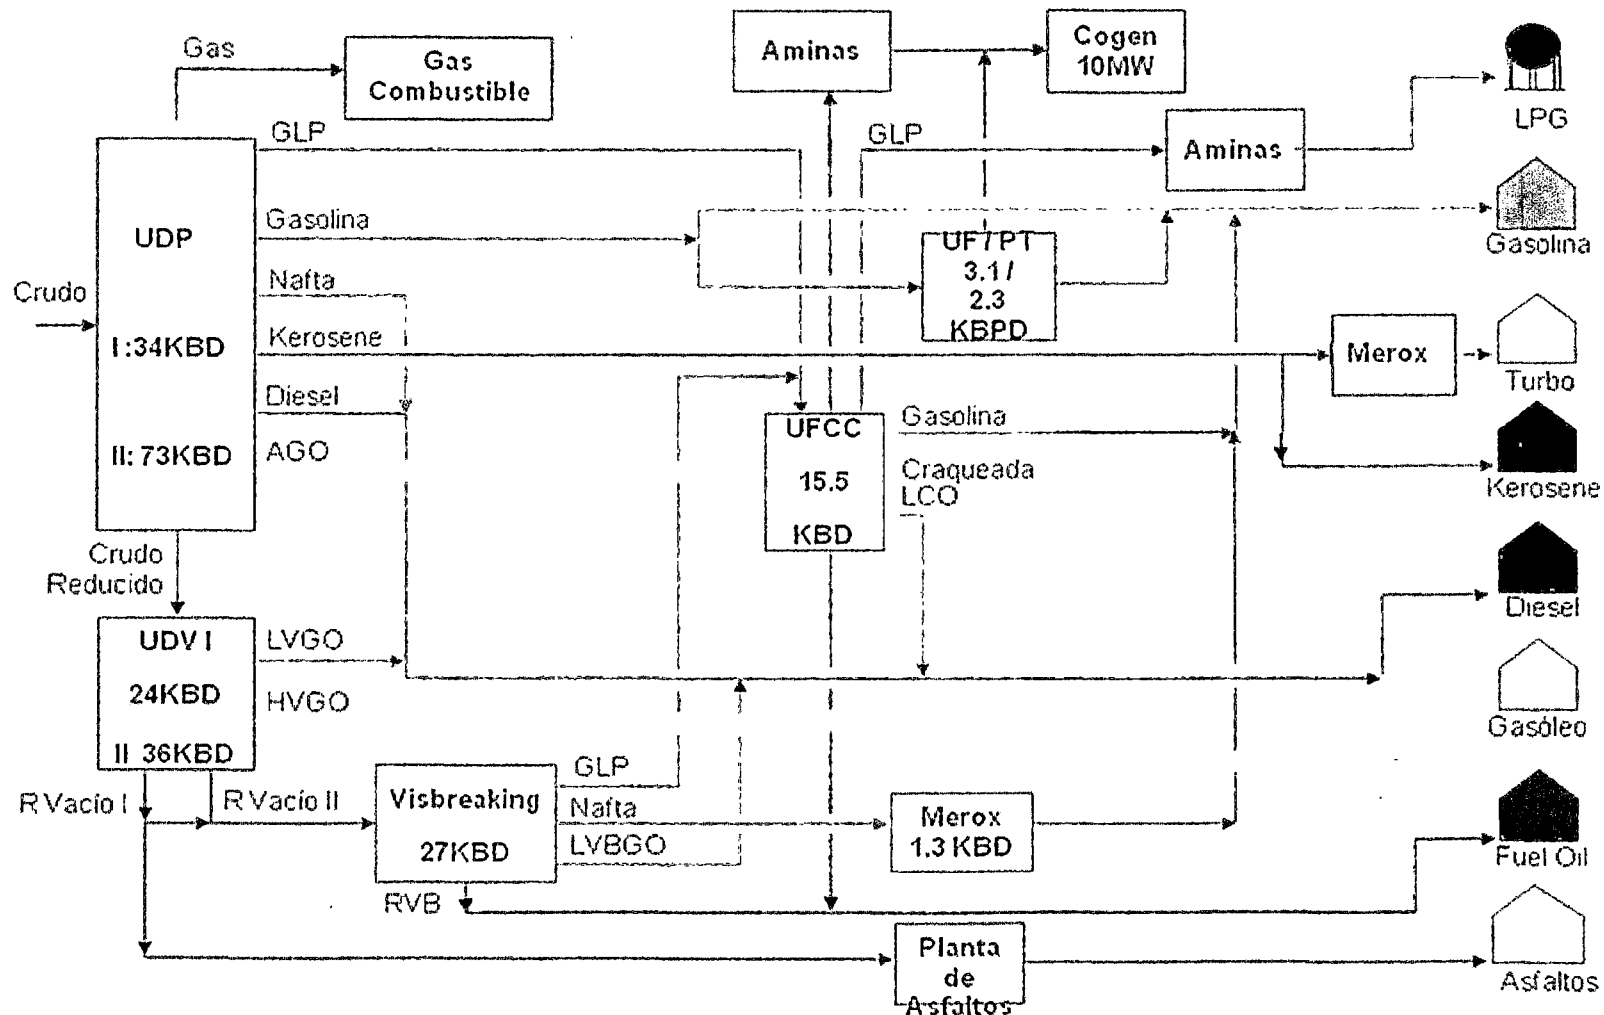 Gas
Gas
Combustible
Aminas
Cogen
10MW
LPG
GLP
GLP
Aminas
UDP
Gasolina
Gasolina
UF / PT
3.1 /
2.3
KBPD
Crudo
Nafta
I :34KBD
Kerosene
Merox
Turbo
Diesel
II: 73KBD
AGO
UFCC
15.5
KBD
Gasolina
Craqueada
LCO
Kerosene
Crudo
Reducido
Diesel
UDV I
24KBD
II 36KBD
LVGO
HVGO
Gasóleo
R Vacío I
R Vacío II
Visbreaking
27KBD
GLP
Nafta
LVBGO
Merox
1.3 KBD
Fuel Oil
RVB
Planta
de
Asfaltos
Asfaltos